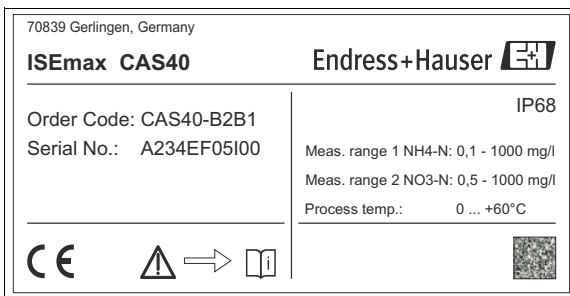 70839 Gerlingen, Germany
ISEmax CAS40
Endress+Hauser
Order Code: CAS40-B2B1
Serial No.: A234EF05I00
IP68
Meas. range 1 NH4-N: 0,1 - 1000 mg/l
Meas. range 2 NO3-N: 0,5 - 1000 mg/l
Process temp.: 0 ... +60°C
CE
i